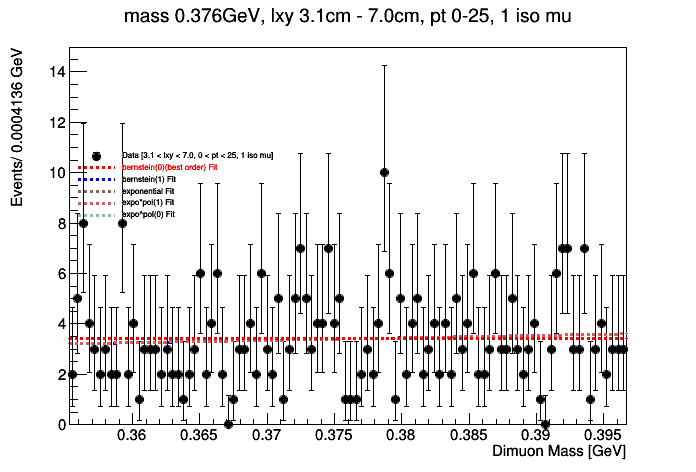 mass 0.376GeV, lxy 3.1cm - 7.0cm, pt 0-25, 1 iso mu
Events/ 0.0004136 GeV
14
12
10
8
6
4
2
0
Data [3.1 < lxy < 7.0, 0 < pt < 25, 1 iso mu]
bernstein(0)(best order) Fit
bernstein(1) Fit
exponential Fit
expo*pol(1) Fit
expo^pol(0) Fit
0.36 0.365 0.37 0.375 0.38 0.385 0.39 0.395
Dimuon Mass [GeV]